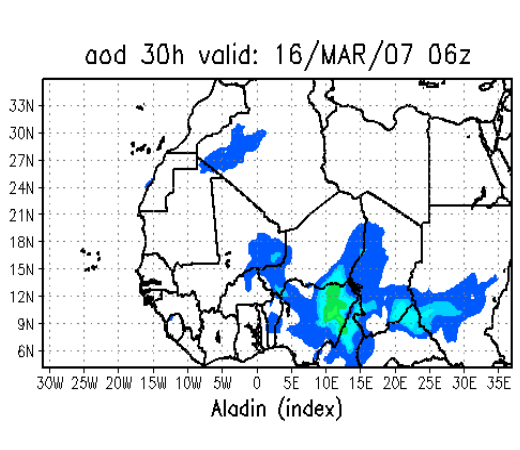 aod 30h valid: 16/MAR/07 06z
33N
30N
27N
24N
21N
18N
15N
12N
9N
6N
30W 25W 20W 15W 10W 5W 0 5E 10E 15E 20E 25E 30E 35E
Aladin (index)